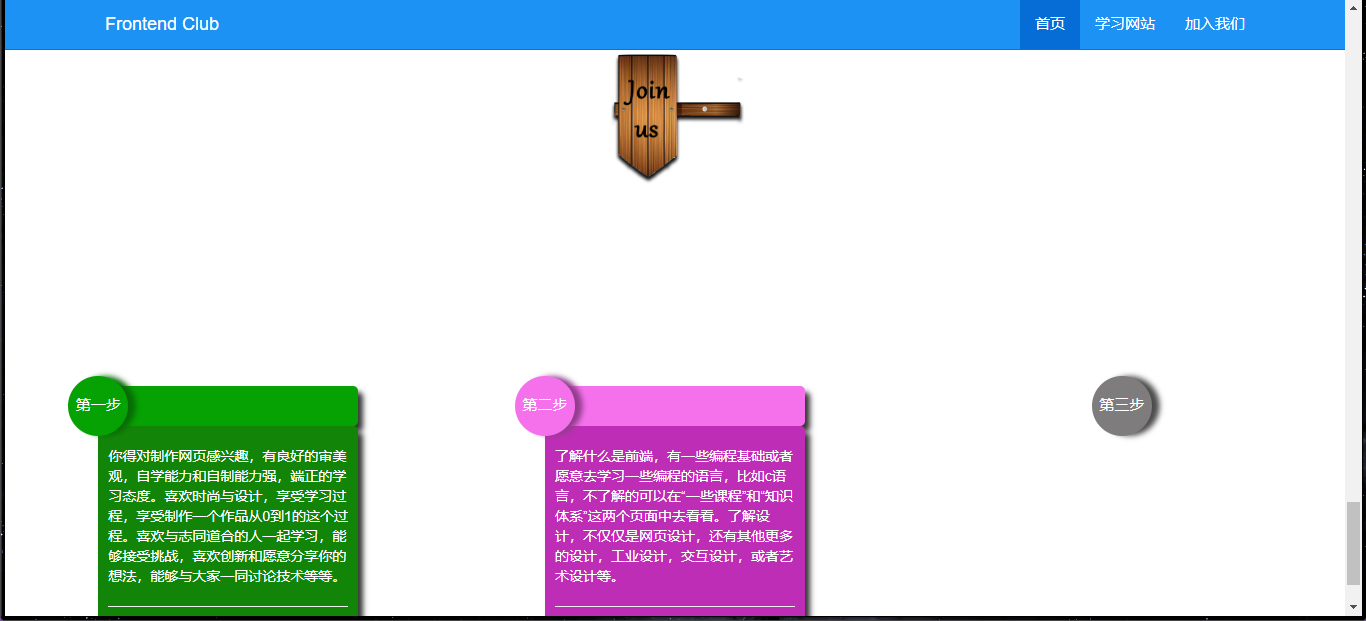 Frontend Club
首页
学习网站
加入我们
Join
us
第一步
你得对制作网页感兴趣，有良好的审美
观，自学能力和自制能力强，端正的学
习态度。喜欢时尚与设计，享受学习过
程，享受制作一个作品从0到1的这个过
程。喜欢与志同道合的人一起学习，能
够接受挑战，喜欢创新和愿意分享你的
想法，能够与大家一同讨论技术等等。
第二步
了解什么是前端，有一些编程基础或者
愿意去学习一些编程的语言，比如c语
言，不了解的可以在“一些课程”和“知识
体系”这两个页面中去看看。了解设
计，不仅仅是网页设计，还有其他更多
的设计，工业设计，交互设计，或者艺
术设计等。
第三步